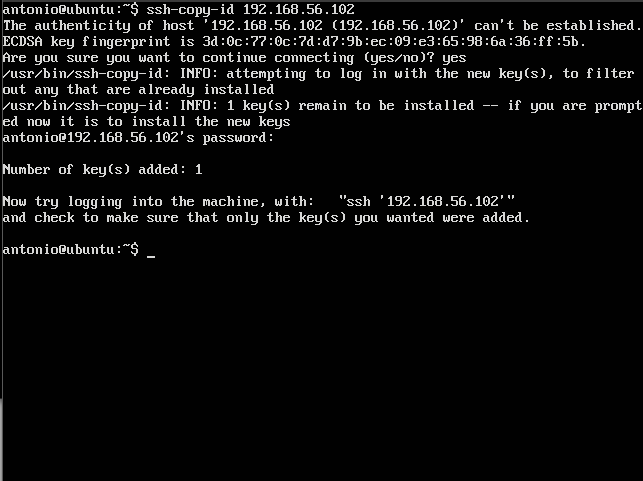 antonio@ubuntu:~$ ssh-copy-id 192.168.56.102
The authenticity of host '192.168.56.102 (192.168.56.102)' can't be established.
ECDSA key fingerprint is 3d:0c:77:0c:7d:d7:9b:ec:09:e3:65:98:6a:36:ff:5b.
Are you sure you want to continue connecting (yes/no)? yes
/usr/bin/ssh-copy-id: INFO: attempting to log in with the new key(s), to filter
out any that are already installed
/usr/bin/ssh-copy-id: INFO: 1 key(s) remain to be installed -- if you are prompt
ed now it is to install the new keys
antonio@192.168.56.102's password:
Number of key(s) added: 1
Now try logging into the machine, with:   "ssh '192.168.56.102'"
and check to make sure that only the key(s) you wanted were added.
antonio@ubuntu:~$ _